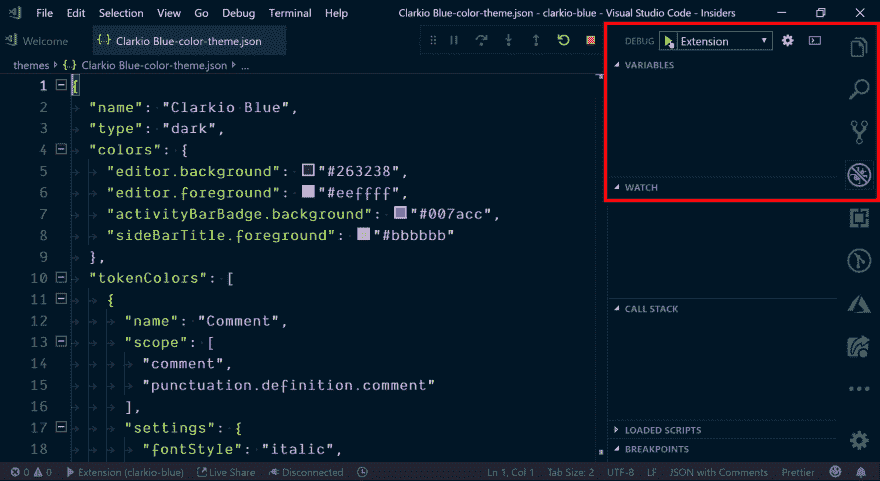 File Edit Selection View Go Debug Terminal Help Clarkio Blue-color-theme.json - clarkio-blue - Visual Studio Code - Insiders
Welcome {} Clarkio Blue-color-theme.json
DEBUG Extension
themes › {} Clarkio Blue-color-theme.json › ...
VARIABLES
1 {
2 "name": "Clarkio Blue",
3 "type": "dark",
4 "colors": {
5 "editor.background": "#263238",
6 "editor.foreground": "#eeffff",
7 "activityBarBadge.background": "#007acc",
8 "sideBarTitle.foreground": "#bbbbbb"
9 },
10 "tokenColors": [
11 {
12 "name": "Comment",
13 "scope": [
14 "comment",
15 "punctuation.definition.comment"
16 ],
17 "settings": {
18 "fontStyle": "italic",
WATCH
CALL STACK
LOADED SCRIPTS
BREAKPOINTS
0 0 Extension (clarkio-blue) Live Share Disconnected Ln 1, Col 1 Tab Size: 2 UTF-8 LF JSON with Comments Prettier